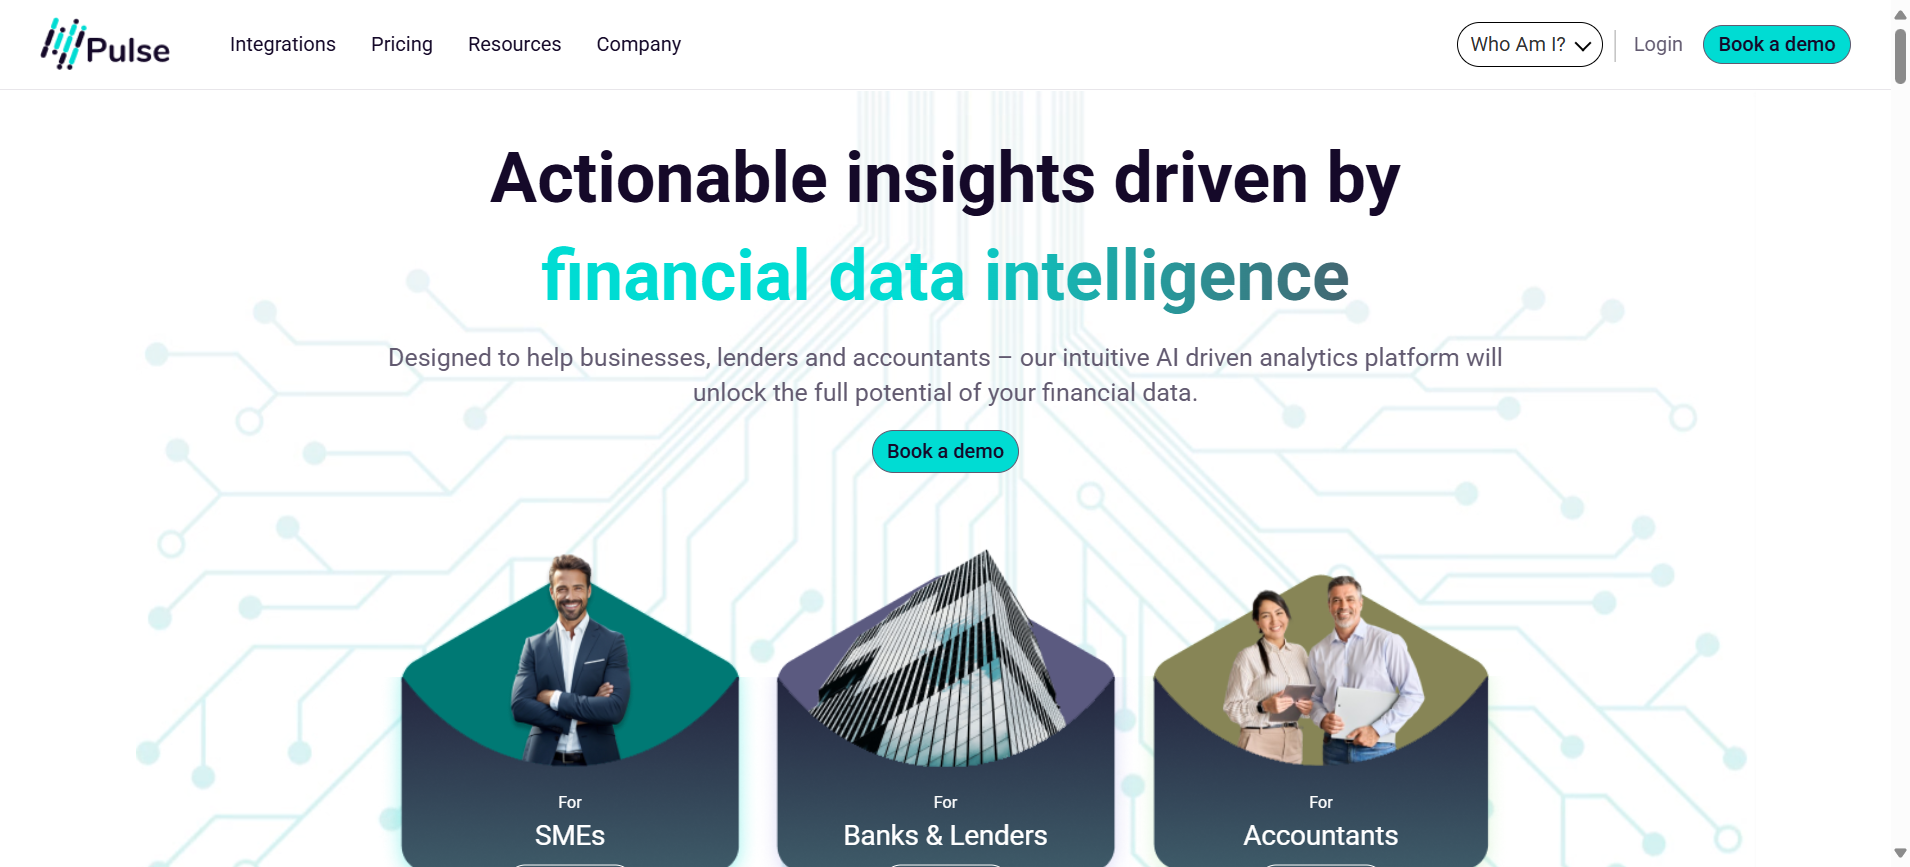 Pulse
Integrations
Pricing
Resources
Company
Who Am I?
Login
Book a demo
Actionable insights driven by
financial data intelligence
Designed to help businesses, lenders and accountants – our intuitive AI driven analytics platform will
unlock the full potential of your financial data.
Book a demo
For
SMEs
For
Banks & Lenders
For
Accountants